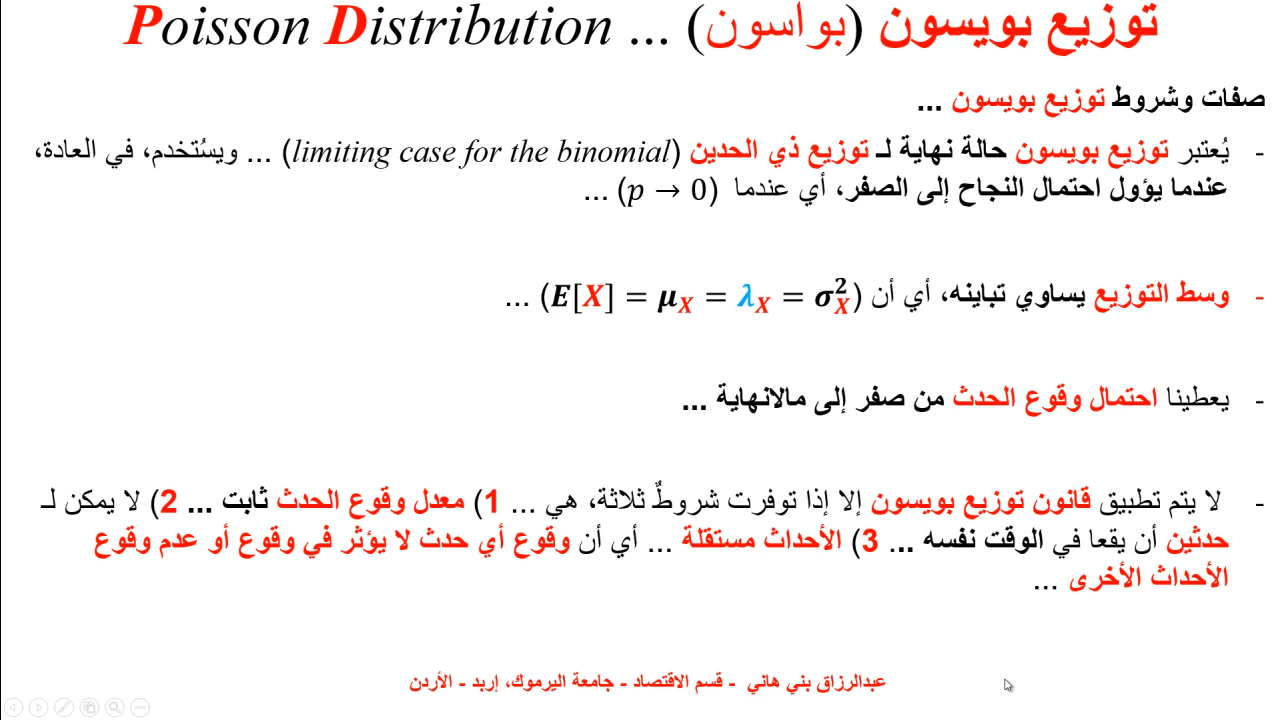 توزيع بويسون (بواسون) ... Poisson Distribution
صفات وشروط توزيع بويسون ...
- يُعتبر توزيع بويسون حالة نهاية لـ توزيع ذي الحدين (limiting case for the binomial) ... ويسُتخدم، في العادة،
عندما يؤول احتمال النجاح إلى الصفر، أي عندما (p → 0) ...
- وسط التوزيع يساوي تباينه، أي أن (E[X] = μ_X = λ_X = σ²_X) ...
- يعطينا احتمال وقوع الحدث من صفر إلى مالانهاية ...
- لا يتم تطبيق قانون توزيع بويسون إلا إذا توفرت شروطٌ ثلاثة، هي ... 1) معدل وقوع الحدث ثابت ... 2) لا يمكن لـ
حدثين أن يقعا في الوقت نفسه ... 3) الأحداث مستقلة ... أي أن وقوع أي حدث لا يؤثر في وقوع أو عدم وقوع
الأحداث الأخرى ...
عبدالرزاق بني هاني - قسم الاقتصاد - جامعة اليرموك، إربد - الأردن